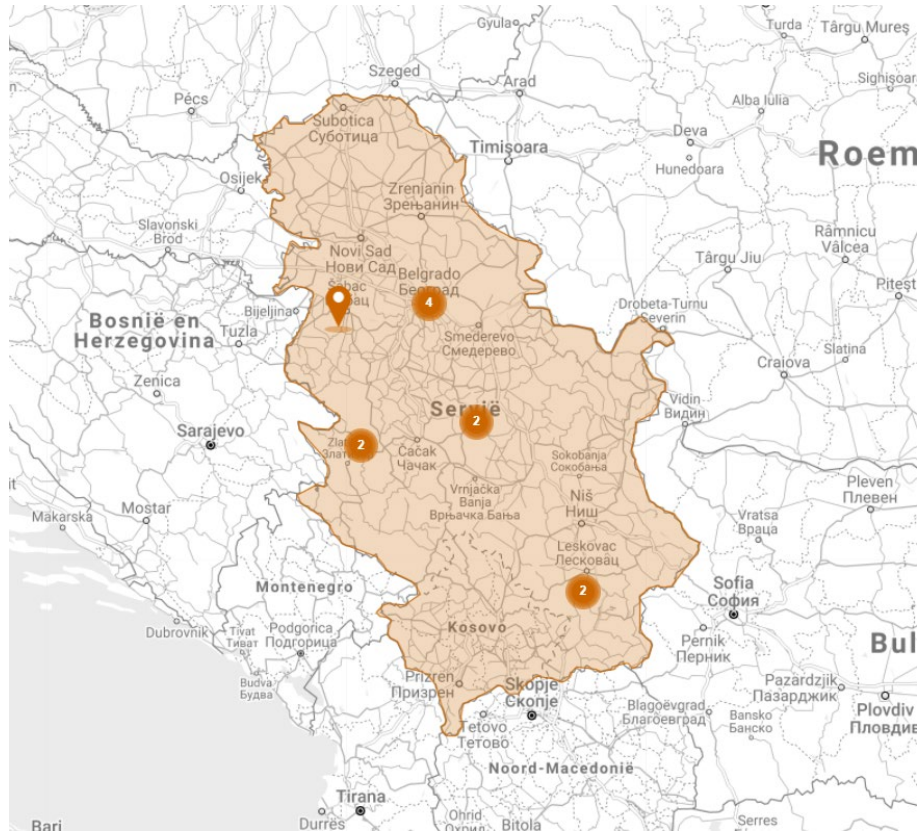 Gyula
Turda
Târgu Mureș
Szeged
Arad
Sighișoar
Pécs
Alba Iulia
Subotica
Суботица
Deva
Timișoara
Hunedoara
Roem
Osijek
Zrenjanin
Зрењанин
Râmnicu
Vâlcea
Slavonski
Brod
Novi Sad
Нови Сад
Târgu Jiu
Belgrado
Београд
Šabac
Pitești
4
Bijeljina
Drobeta-Turnu
Severin
Bosnië en
Herzegovina
Tuzla
Smederevo
Смедерево
Slatina
Craiova
Zenica
Vidin
Видин
Servië
2
Sarajevo
2
Čačak
Чачак
Sokobanja
Сокобања
Pleven
Плевен
Vrnjačka
Banja
Врњачка Бања
Niš
Ниш
Mostar
Makarska
Vratsa
Враца
Leskovac
Лесковац
Montenegro
2
Sofia
София
Dubrovnik
Tivat
Тиват
Podgorica
Подгорица
Kosovo
Pernik
Перник
Bul
Budva
Будва
Prizren
Призрен
Skopje
Скопје
Pazardzjik
Пазарджик
Blagoëvgrad
Благоевград
Plovdiv
Пловдив
Bansko
Банско
Tetovo
Тетово
Noord-Macedonië
Tirana
Durrës
Bari
Ohrid
Охрид
Bitola
Serres